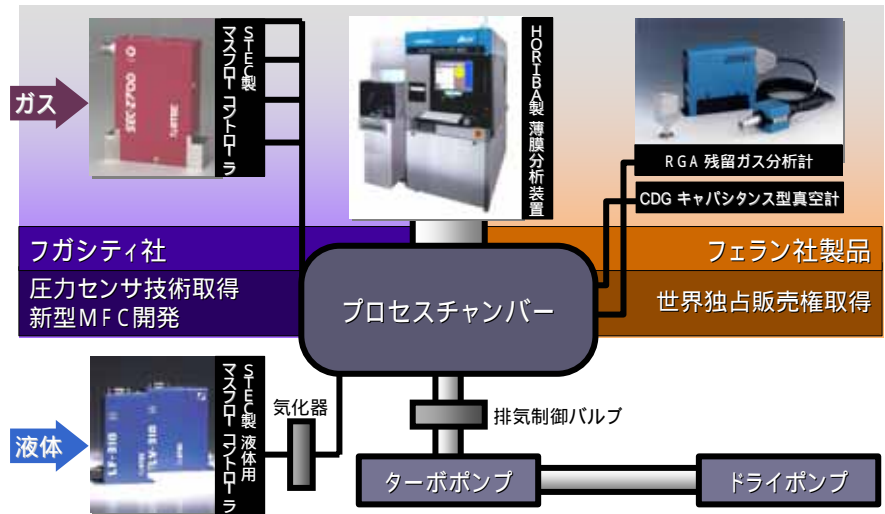 ガス
SEC-Z700
STEC製
マスフローコントローラ
HORIBA製 薄膜分析装置
RGA 残留ガス分析計
CDG キャパシタンス型真空計
フガシティ社
圧力センサ技術取得
新型MFC開発
フェラン社製品
世界独占販売権取得
プロセスチャンバー
液体
STEC製 液体用
マスフローコントローラ
気化器
排気制御バルブ
ターボポンプ
ドライポンプ